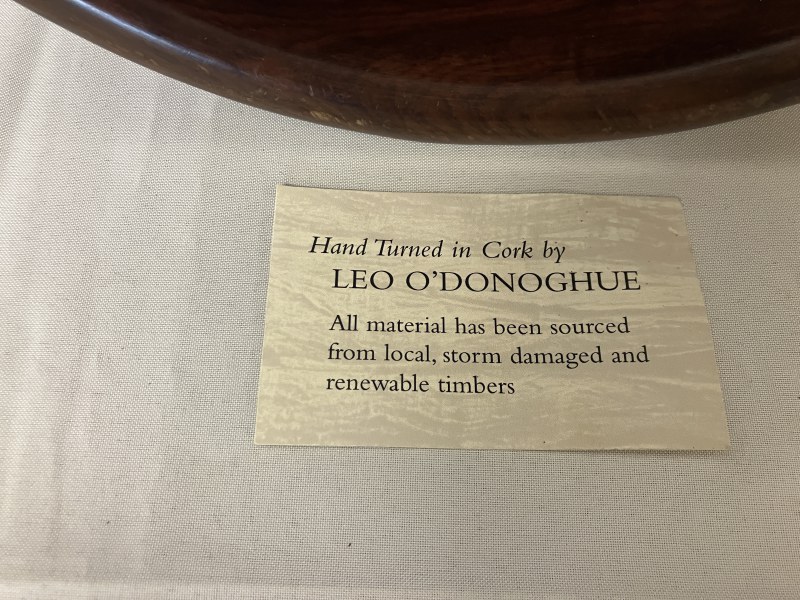 Hand Turned in Cork by
LEO O'DONOGHUE
All material has been sourced
from local, storm damaged and
renewable timbers